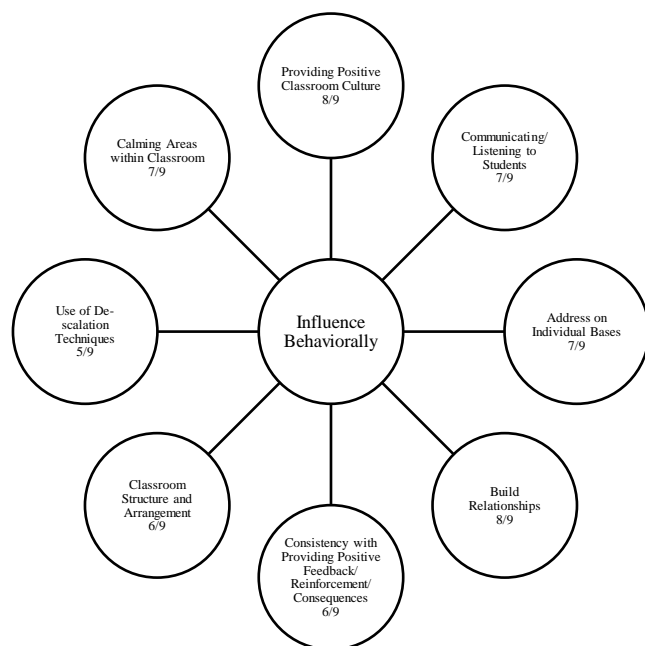 Providing Positive
Classroom Culture
8/9
Communicating/
Listening to
Students
7/9
Address on
Individual Bases
7/9
Build
Relationships
8/9
Consistency with
Providing Positive
Feedback/
Reinforcement/
Consequences
6/9
Classroom
Structure and
Arrangement
6/9
Use of De-
scalation
Techniques
5/9
Calming Areas
within Classroom
7/9
Influence
Behaviorally